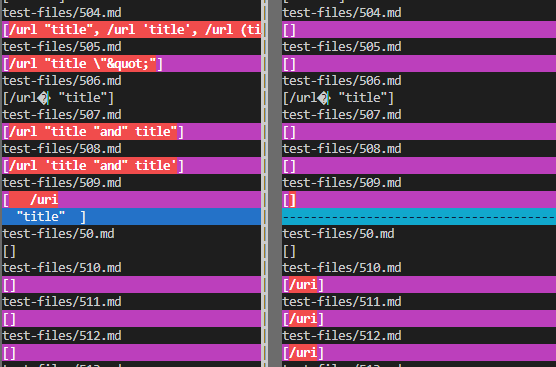 test-files/504.md
[/url "title", /url 'title', /url (ti
test-files/505.md
[/url "title \"&quot;"]
test-files/506.md
[/url� "title"]
test-files/507.md
[/url "title "and" title"]
test-files/508.md
[/url 'title "and" title']
test-files/509.md
[   /uri
  "title"  ]
test-files/50.md
[]
test-files/510.md
[]
test-files/511.md
[]
test-files/512.md
[]
test-files/504.md
[]
test-files/505.md
[]
test-files/506.md
[/url� "title"]
test-files/507.md
[]
test-files/508.md
[]
test-files/509.md
[]
test-files/50.md
[]
test-files/510.md
[/uri]
test-files/511.md
[/uri]
test-files/512.md
[/uri]